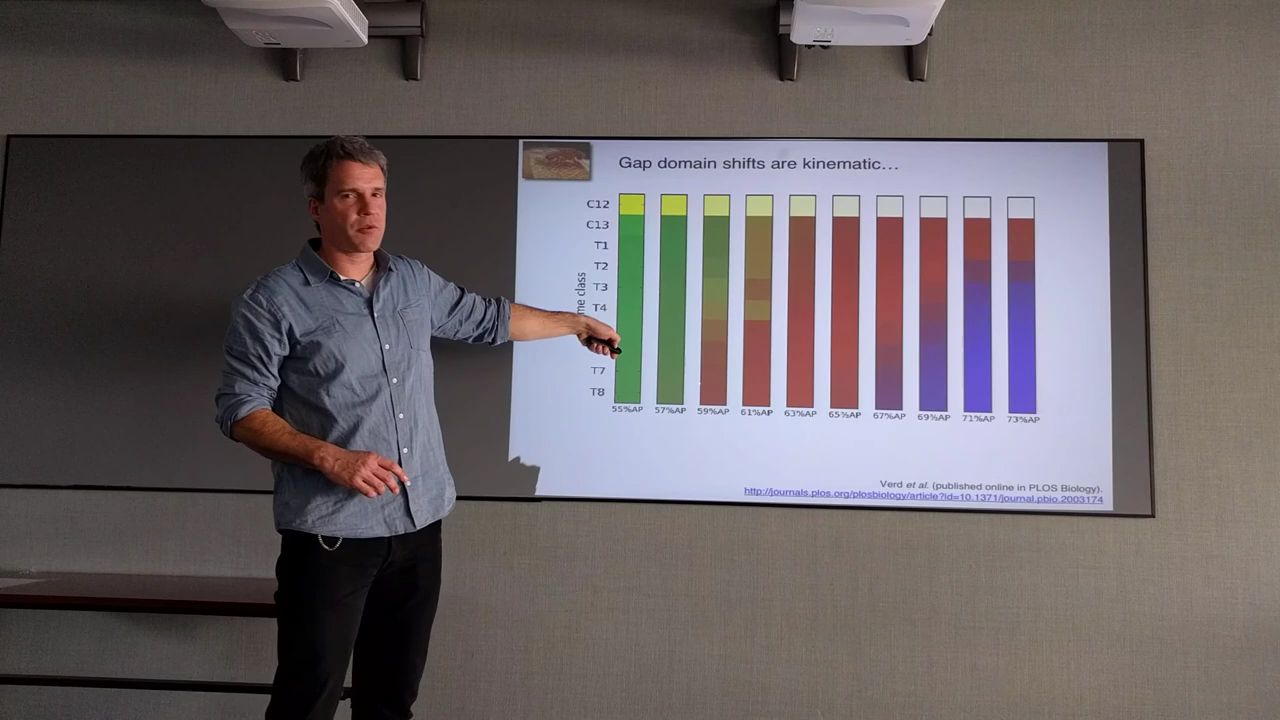 Gap domain shifts are kinematic…
C12
C13
T1
T2
T3
T4
T7
T8
me class
55%AP 57%AP 59%AP 61%AP 63%AP 65%AP 67%AP 69%AP 71%AP 73%AP
Verd et al. (published online in PLOS Biology).
http://journals.plos.org/plosbiology/article?id=10.1371/journal.pbio.2003174